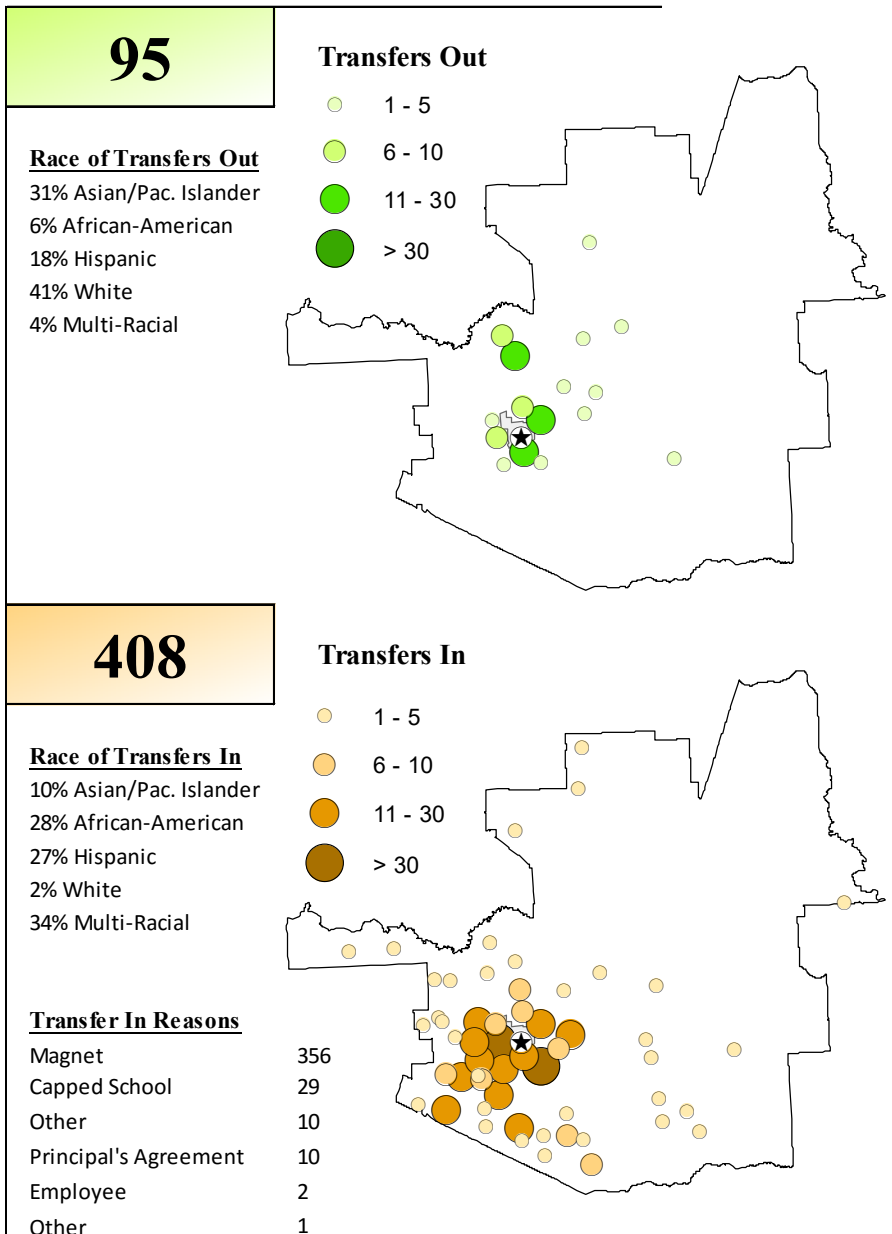 95
Transfers Out
1 - 5
6 - 10
11 - 30
> 30
Race of Transfers Out
31% Asian/Pac. Islander
6% African-American
18% Hispanic
41% White
4% Multi-Racial
408
Transfers In
1 - 5
6 - 10
11 - 30
> 30
Race of Transfers In
10% Asian/Pac. Islander
28% African-American
27% Hispanic
2% White
34% Multi-Racial
Transfer In Reasons
Magnet 356
Capped School 29
Other 10
Principal's Agreement 10
Employee 2
Other 1